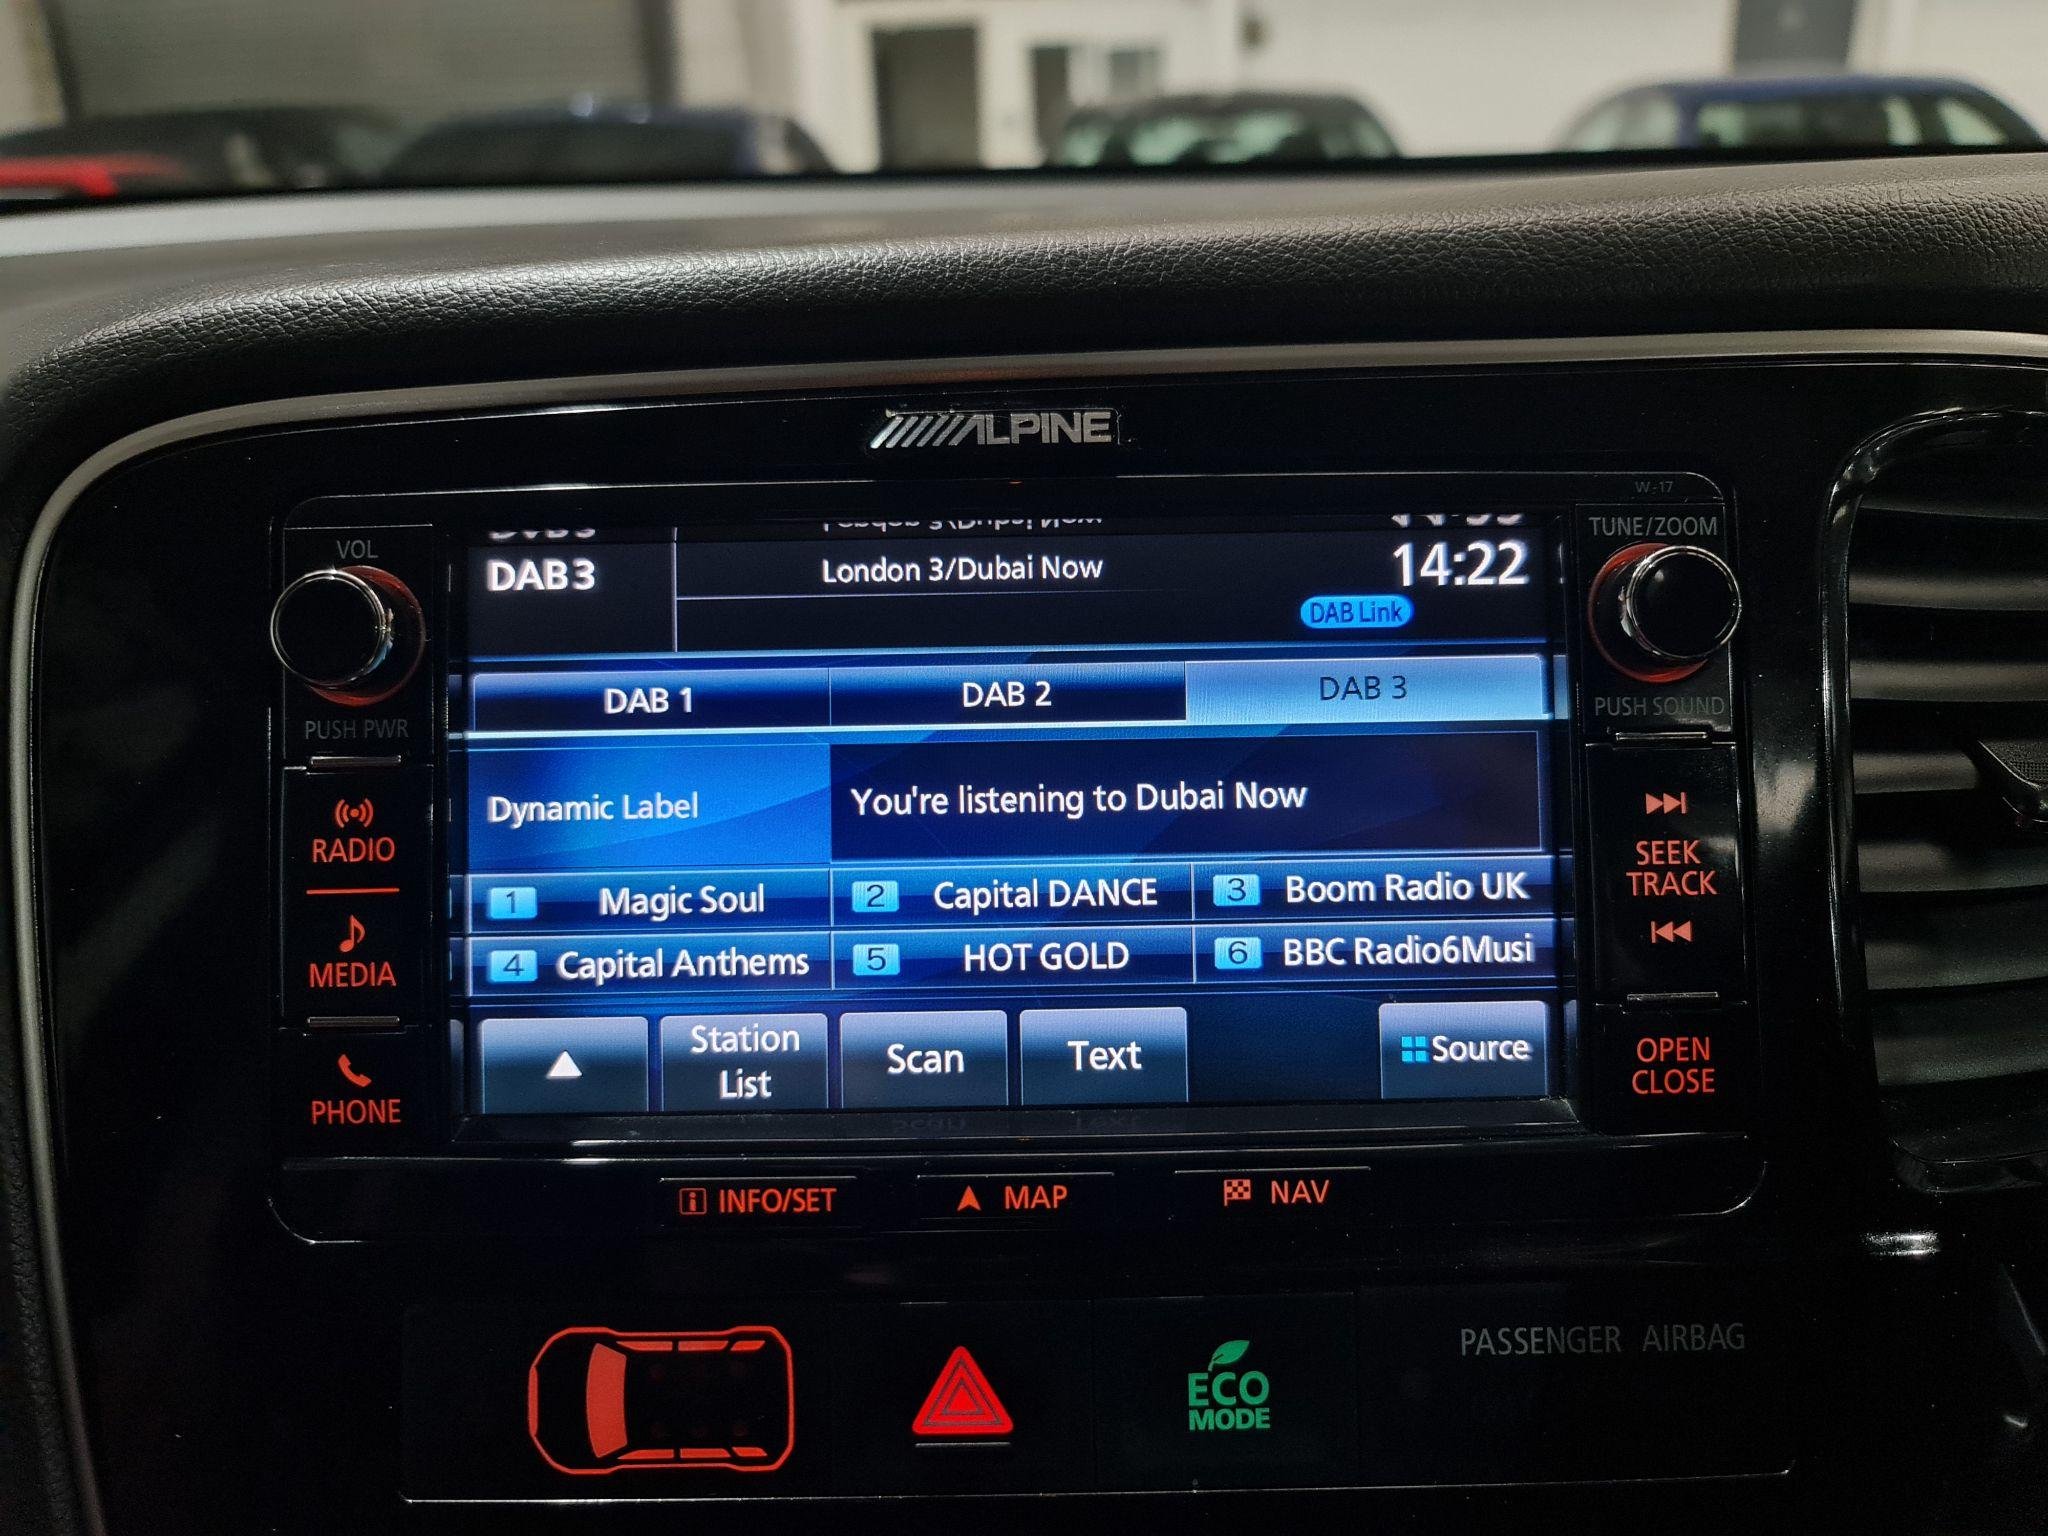 ALPINE
W-17
VOL
TUNE/ZOOM
DAB3
London 3/Dubai Now
14:22
DAB Link
PUSH PWR
PUSH SOUND
DAB 1
DAB 2
DAB 3
Dynamic Label
You're listening to Dubai Now
RADIO
SEEK
TRACK
1 Magic Soul
2 Capital DANCE
3 Boom Radio UK
4 Capital Anthems
5 HOT GOLD
6 BBC Radio6Musi
MEDIA
Station
List
Scan
Text
Source
PHONE
OPEN
CLOSE
INFO/SET
MAP
NAV
ECO
MODE
PASSENGER AIRBAG